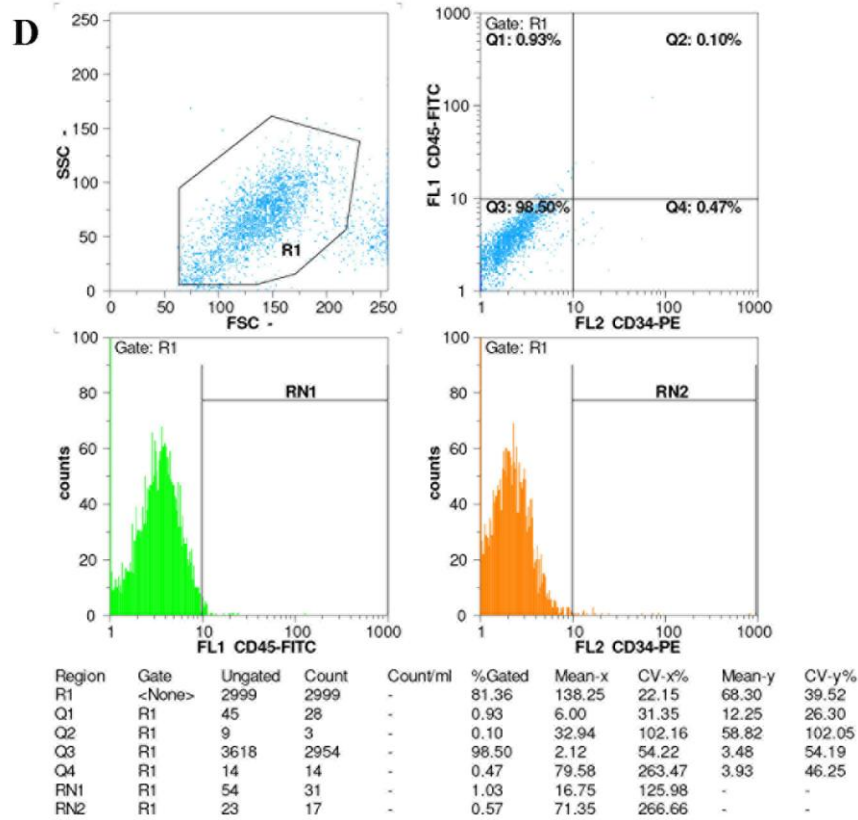 D
250
200
150
100
50
0
SSC -
R1
0 50 100 150 200 250
FSC -
1000
100
10
1
FL1 CD45-FITC
Gate: R1
Q1: 0.93%
Q2: 0.10%
Q3: 98.50%
Q4: 0.47%
1 10 100 1000
FL2 CD34-PE
100
80
60
40
20
0
counts
Gate: R1
RN1
1 10 100 1000
FL1 CD45-FITC
100
80
60
40
20
0
counts
Gate: R1
RN2
1 10 100 1000
FL2 CD34-PE
Region Gate Ungated Count Count/ml %Gated Mean-x CV-x% Mean-y CV-y%
R1 <None> 2999 2999 - 81.36 138.25 22.15 68.30 39.52
Q1 R1 45 28 - 0.93 6.00 31.35 12.25 26.30
Q2 R1 9 3 - 0.10 32.94 102.16 58.82 102.05
Q3 R1 3618 2954 - 98.50 2.12 54.22 3.48 54.19
Q4 R1 14 14 - 0.47 79.58 263.47 3.93 46.25
RN1 R1 54 31 - 1.03 16.75 125.98 - -
RN2 R1 23 17 - 0.57 71.35 266.66 - -